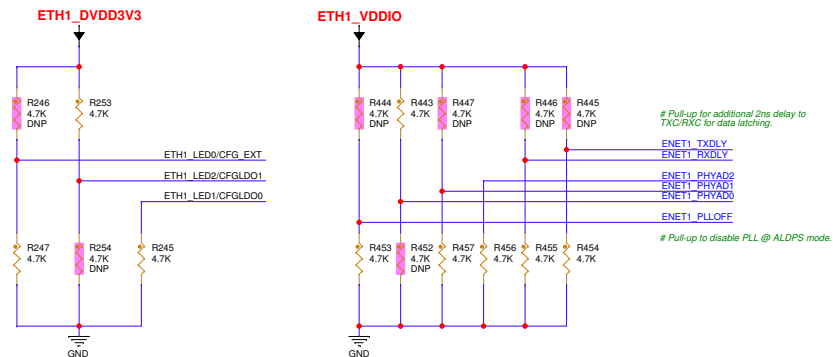 ETH1_DVDD3V3
ETH1_VDDIO
R246
4.7K
DNP
R253
4.7K
R444
4.7K
DNP
R443
4.7K
R447
4.7K
DNP
R446
4.7K
DNP
R445
4.7K
DNP
# Pull-up for additional 2ns delay to
TXC/RXC for data latching.
ETH1_LED0/CFG_EXT
ETH1_LED2/CFGLDO1
ETH1_LED1/CFGLDO0
ENET1_TXDLY
ENET1_RXDLY
ENET1_PHYAD2
ENET1_PHYAD1
ENET1_PHYAD0
ENET1_PLLOFF
# Pull-up to disable PLL @ ALDPS mode.
R247
4.7K
R254
4.7K
DNP
R245
4.7K
R453
4.7K
R452
4.7K
DNP
R457
4.7K
R456
4.7K
R455
4.7K
R454
4.7K
GND
GND